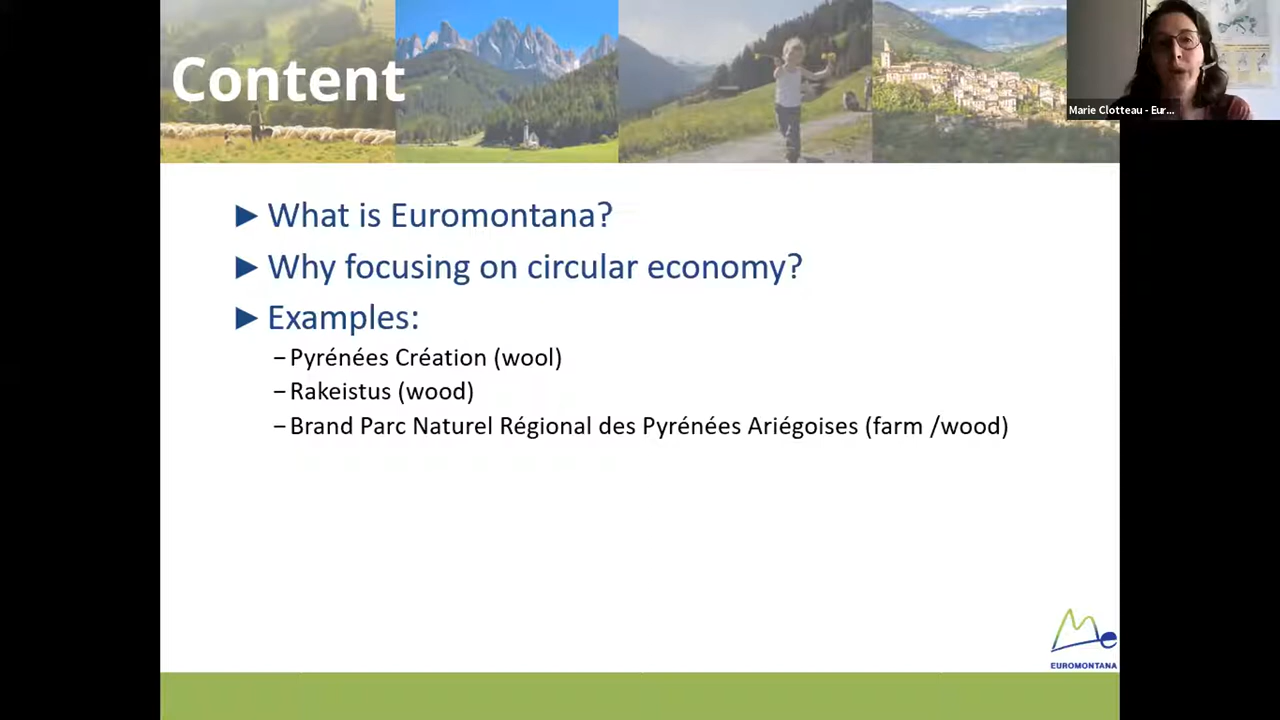 Content
Marie Clotteau - Eur...
► What is Euromontana?
► Why focusing on circular economy?
► Examples:
– Pyrénées Création (wool)
– Rakeistus (wood)
– Brand Parc Naturel Régional des Pyrénées Ariégoises (farm /wood)
EUROMONTANA